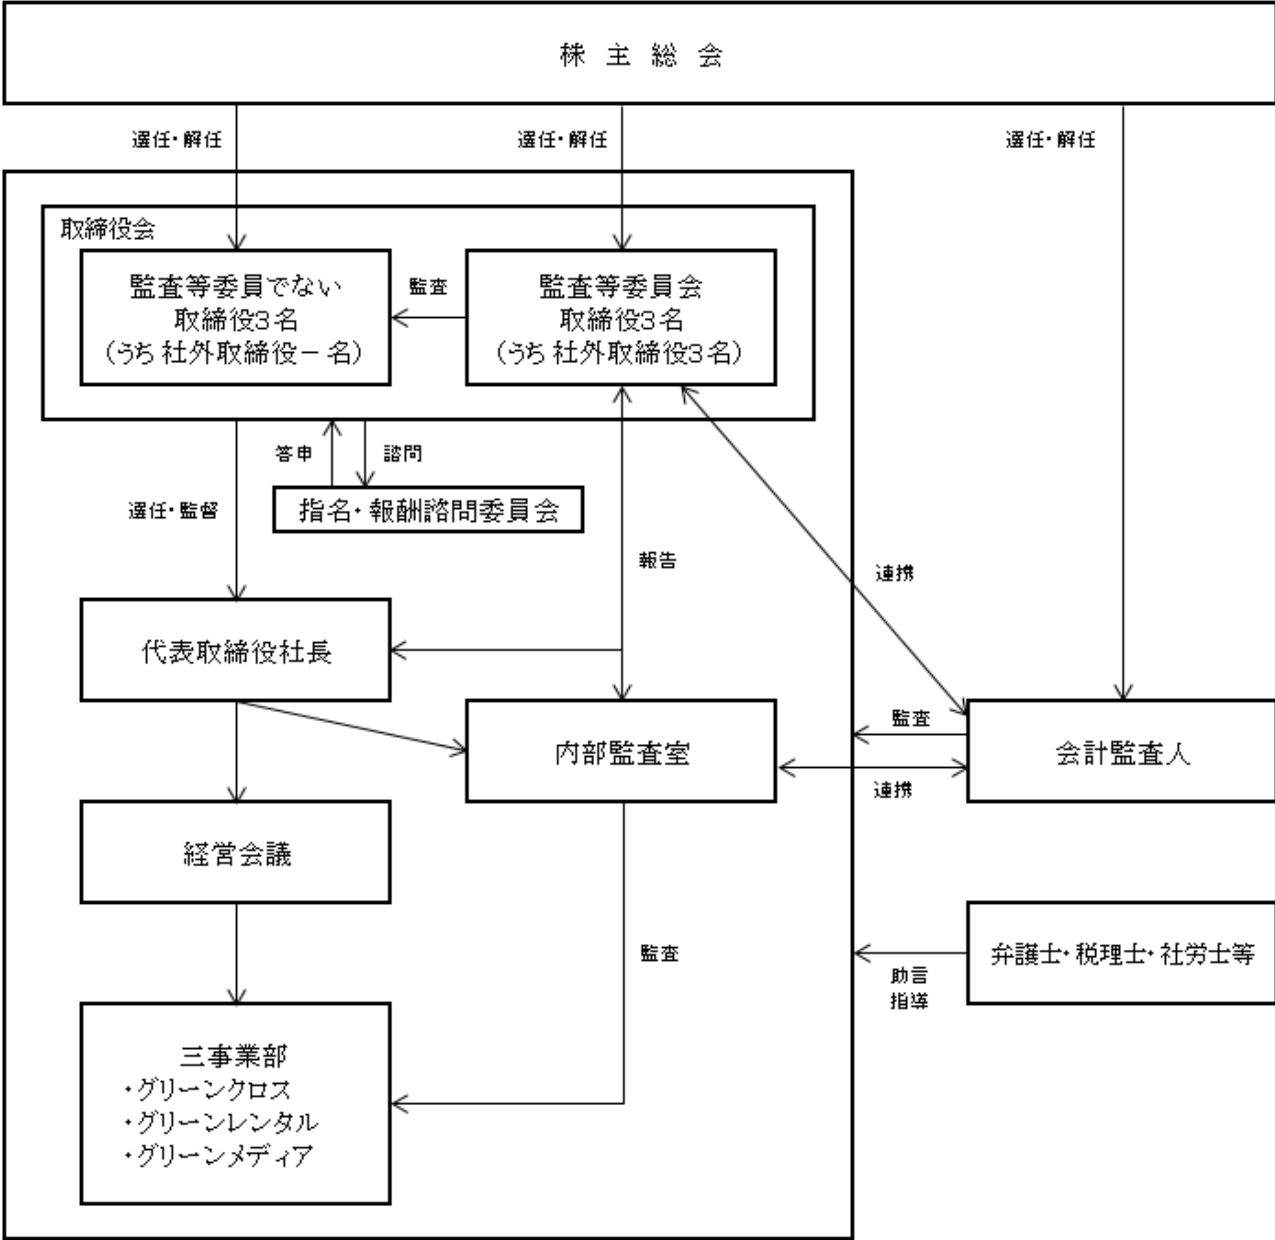 株主総会
選任・解任
選任・解任
選任・解任
取締役会
監査等委員でない
取締役3名
(うち社外取締役－名)
監査
監査等委員会
取締役3名
(うち社外取締役3名)
答申
諮問
選任・監督
指名・報酬諮問委員会
報告
連携
代表取締役社長
内部監査室
監査
連携
会計監査人
経営会議
監査
弁護士・税理士・社労士等
助言
指導
三事業部
・グリーンクロス
・グリーンレンタル
・グリーンメディア